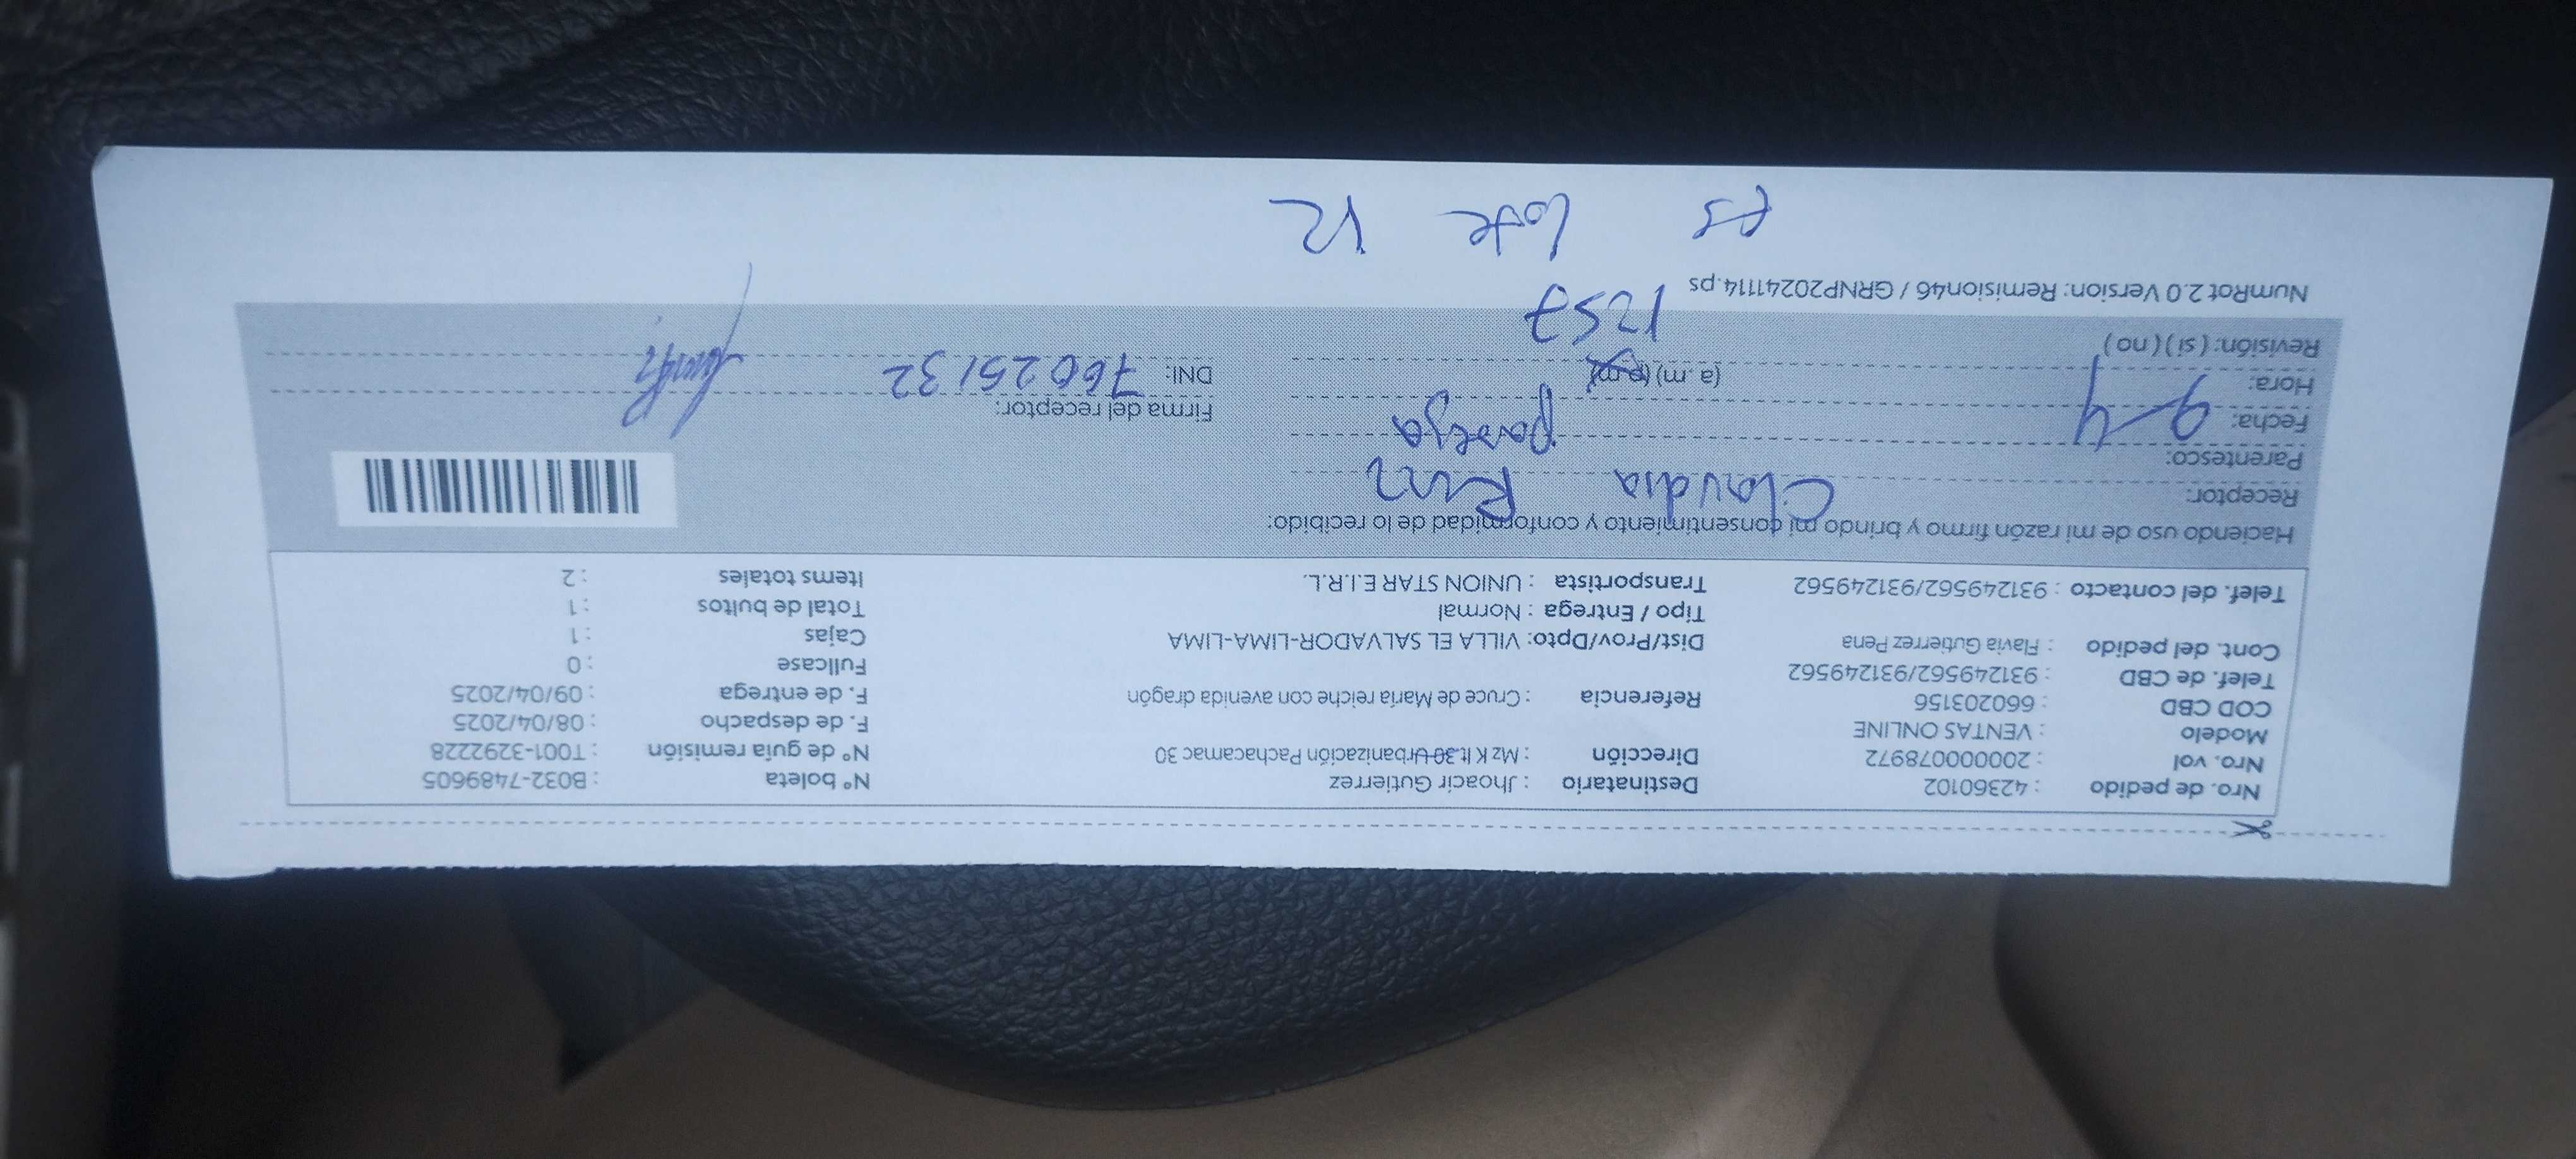 Nro. de pedido : 42360102 Destinatario : Jhoacir Gutierrez Nº boleta : B032-7489605
Nro. vol : 2000000078972 Dirección : Mz K lt 30 Urbanización Pachacamac 30 Nº de guía remisión : T001-3292228
Modelo : VENTAS ONLINE F. de despacho : 08/04/2025
COD CBD : 660203156 Referencia : Cruce de María reiche con avenida dragón F. de entrega : 09/04/2025
Telef. de CBD : 931249562/931249562 Fullcase : 0
Cont. del pedido : Flavia Gutierrez Pena Dist/Prov/Dpto: VILLA EL SALVADOR-LIMA-LIMA Cajas : 1
Tipo / Entrega : Normal Total de bultos : 1
Telef. del contacto : 931249562/931249562 Transportista : UNION STAR E.I.R.L. Items totales : 2
Haciendo uso de mi razón firmo y brindo mi consentimiento y conformidad de lo recibido:
Receptor: Claudia
Parentesco: pareja
Fecha: 9-4 Firma del receptor:
Hora: (a.m) (p.m) DNI: 76025132
Revisión: (si) (no) 1257
NumRot 2.0 Version: Remision46 / GRNP20241114.ps
es lote 12